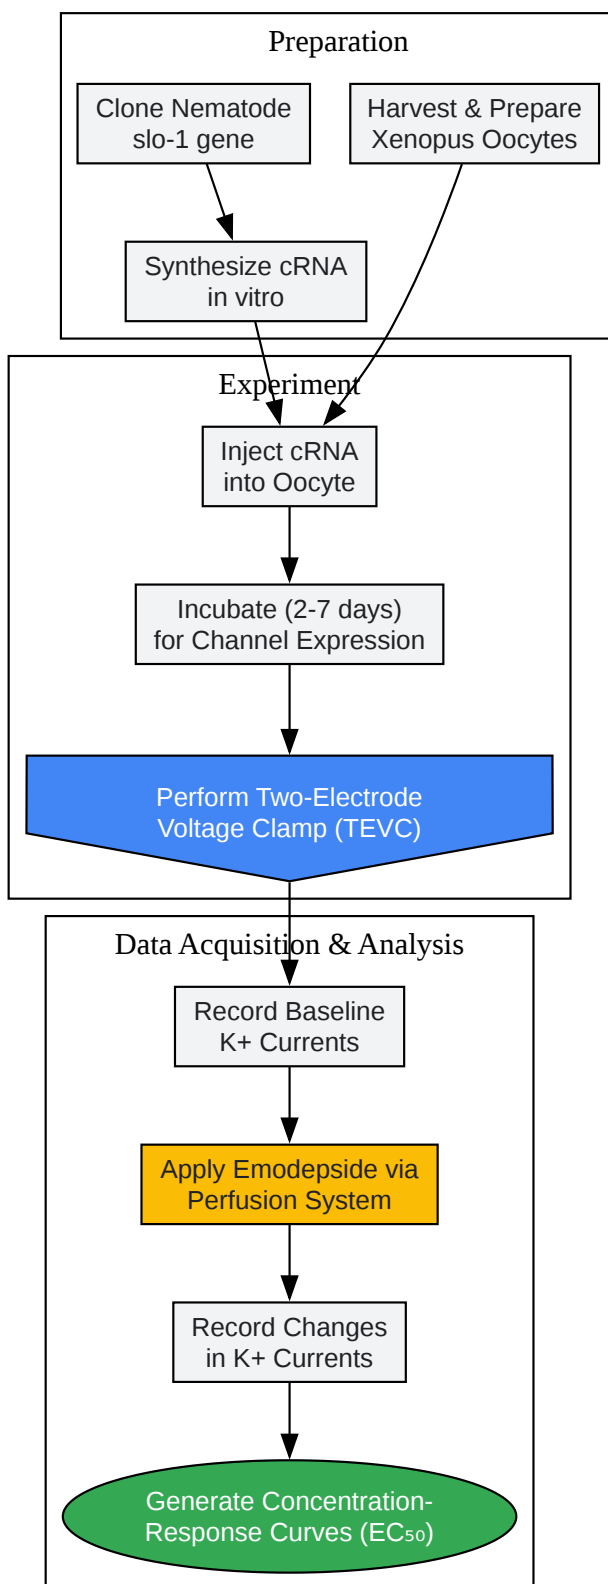 Preparation
Clone Nematode
slo-1 gene
Harvest & Prepare
Xenopus Oocytes
Synthesize cRNA
in vitro
Experiment
Inject cRNA
into Oocyte
Incubate (2-7 days)
for Channel Expression
Perform Two-Electrode
Voltage Clamp (TEVC)
Data Acquisition & Analysis
Record Baseline
K+ Currents
Apply Emodepside via
Perfusion System
Record Changes
in K+ Currents
Generate Concentration-
Response Curves (EC₅₀)